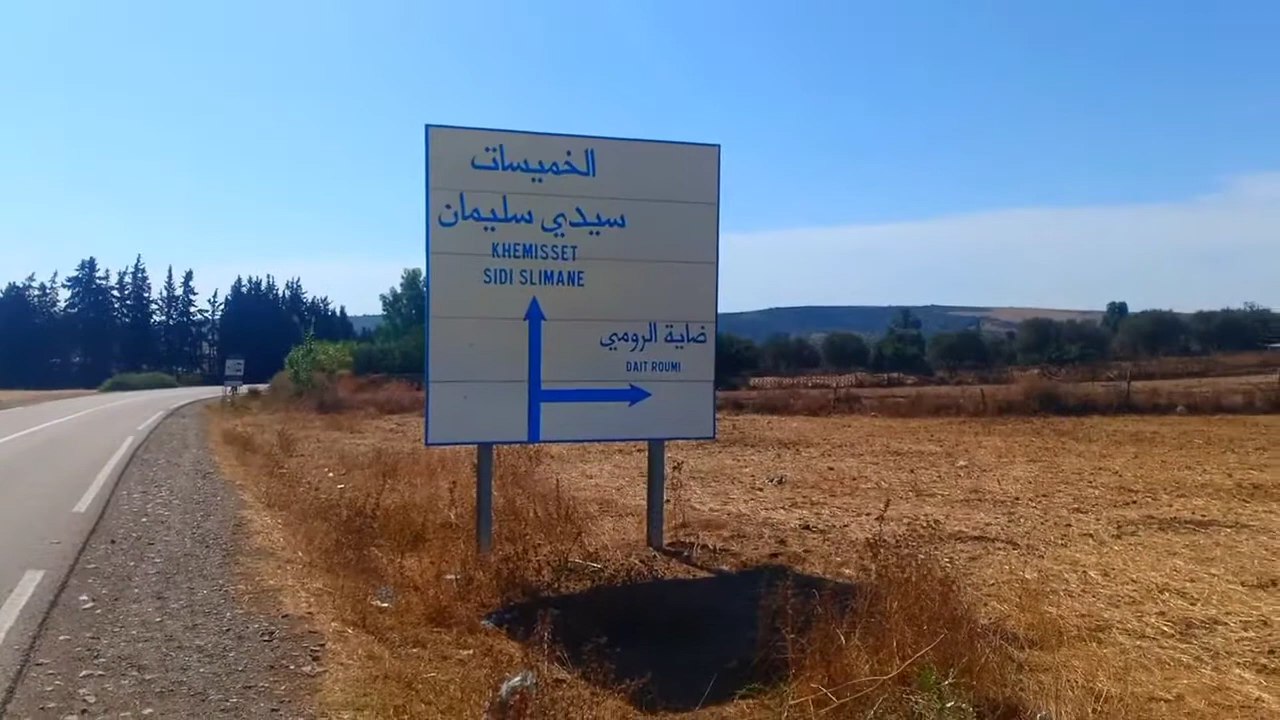 الخميسات
سيدي سليمان
KHEMISSET
SIDI SLIMANE
ضاية الرومي
DAIT ROUMI